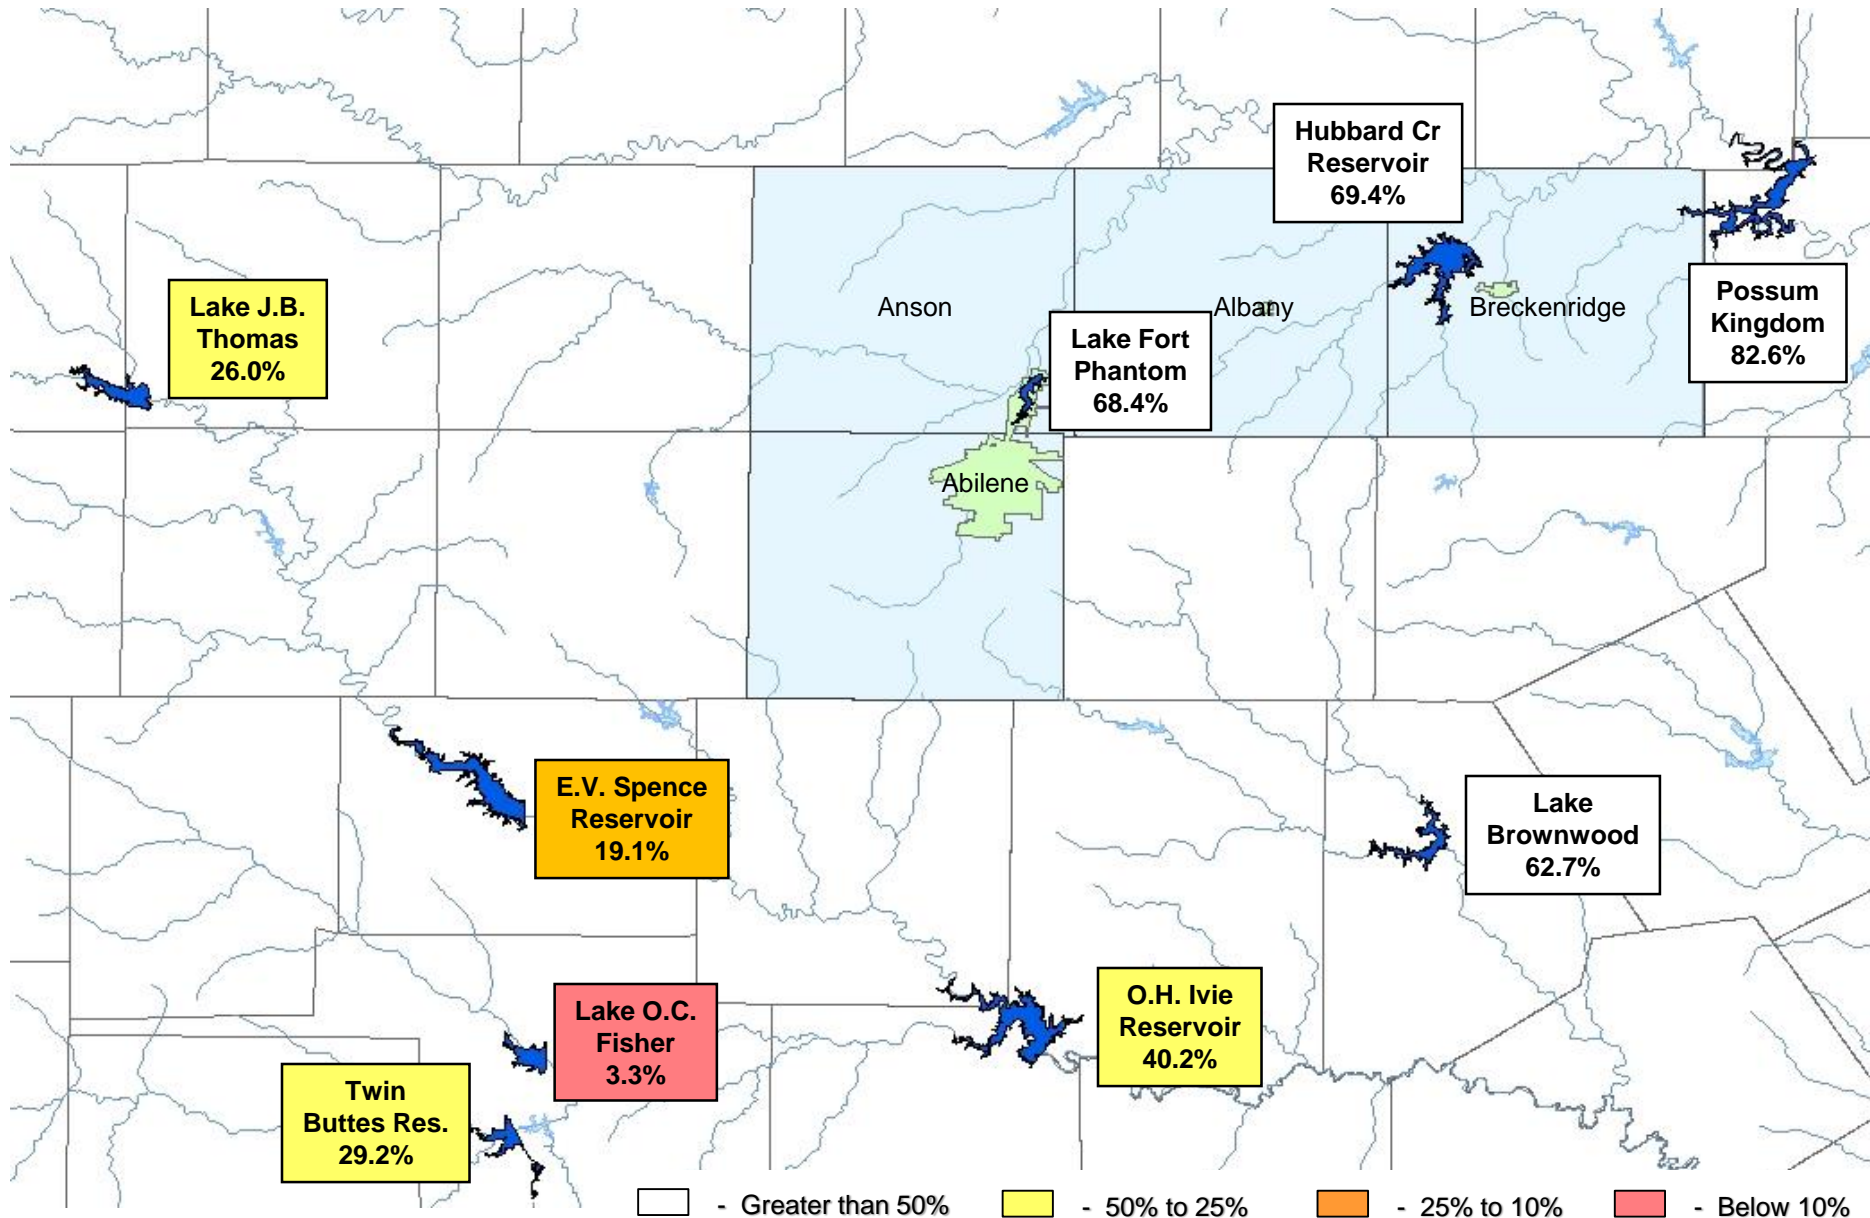 Hubbard Cr
Reservoir
69.4%
Lake J.B.
Thomas
26.0%
Anson
Albany
Breckenridge
Possum
Kingdom
82.6%
Lake Fort
Phantom
68.4%
Abilene
E.V. Spence
Reservoir
19.1%
Lake
Brownwood
62.7%
Lake O.C.
Fisher
3.3%
O.H. Ivie
Reservoir
40.2%
Twin
Buttes Res.
29.2%
- Greater than 50%
- 50% to 25%
- 25% to 10%
- Below 10%